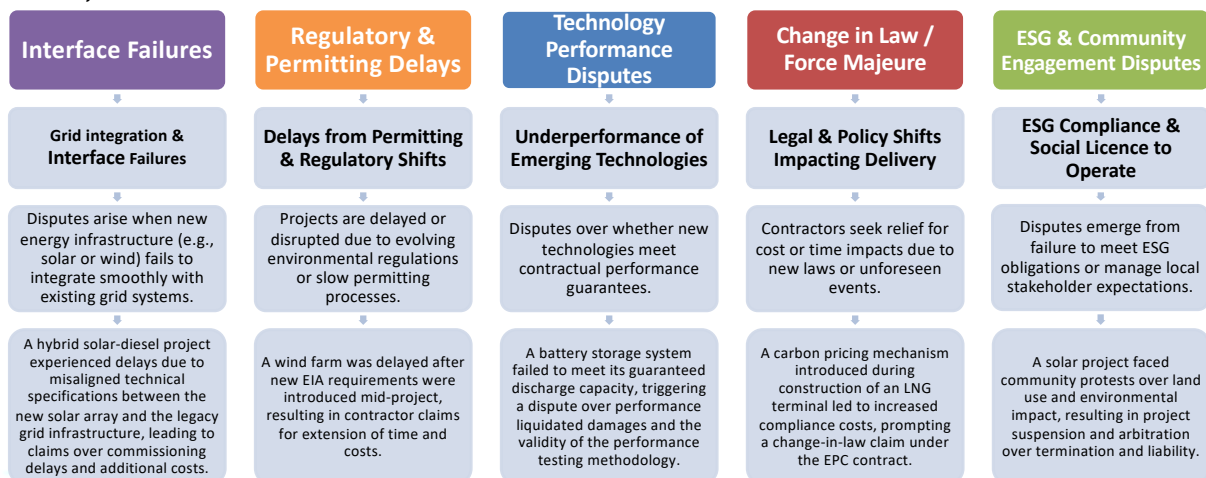 Interface Failures
Grid integration &
Interface Failures
Disputes arise when new
energy infrastructure (e.g.,
solar or wind) fails to
integrate smoothly with
existing grid systems.
A hybrid solar-diesel project
experienced delays due to
misaligned technical
specifications between the
new solar array and the legacy
grid infrastructure, leading to
claims over commissioning
delays and additional costs.
Regulatory &
Permitting Delays
Delays from Permitting
& Regulatory Shifts
Projects are delayed or
disrupted due to evolving
environmental regulations
or slow permitting
processes.
A wind farm was delayed after
new EIA requirements were
introduced mid-project,
resulting in contractor claims
for extension of time and
costs.
Technology
Performance
Disputes
Underperformance of
Emerging Technologies
Disputes over whether new
technologies meet
contractual performance
guarantees.
A battery storage system
failed to meet its guaranteed
discharge capacity, triggering
a dispute over performance
liquidated damages and the
validity of the performance
testing methodology.
Change in Law /
Force Majeure
Legal & Policy Shifts
Impacting Delivery
Contractors seek relief for
cost or time impacts due to
new laws or unforeseen
events.
A carbon pricing mechanism
introduced during
construction of an LNG
terminal led to increased
compliance costs, prompting
a change-in-law claim under
the EPC contract.
ESG & Community
Engagement Disputes
ESG Compliance &
Social Licence to
Operate
Disputes emerge from
failure to meet ESG
obligations or manage local
stakeholder expectations.
A solar project faced
community protests over land
use and environmental
impact, resulting in project
suspension and arbitration
over termination and liability.